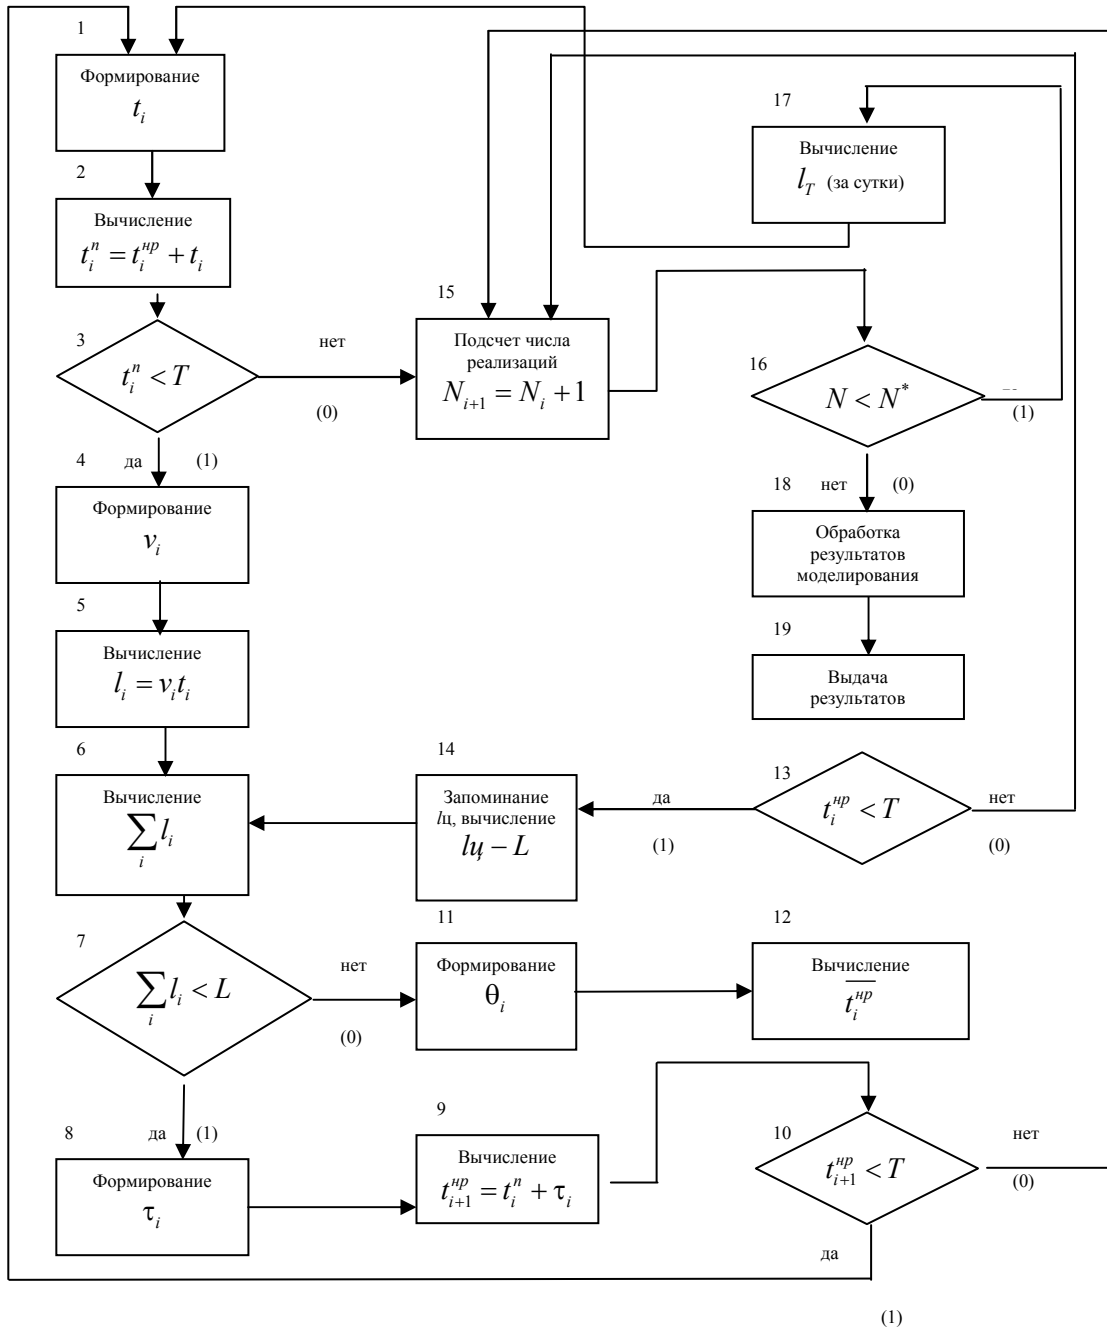 1
Формирование
t_i
2
Вычисление
t_i^п = t_i^нр + t_i
3
t_i^п < T
нет
(0)
4
да
(1)
Формирование
v_i
5
Вычисление
l_i = v_i t_i
6
Вычисление
∑_i l_i
7
∑_i l_i < L
нет
(0)
8
да
(1)
Формирование
τ_i
9
Вычисление
t_{i+1}^нр = t_i^п + τ_i
10
t_{i+1}^нр < T
нет
(0)
да
(1)
11
Формирование
θ_i
12
Вычисление
t_i^нр
13
t_i^нр < T
нет
(0)
да
(1)
14
Запоминание
lц, вычисление
lц − L
15
Подсчет числа
реализаций
N_{i+1} = N_i + 1
16
N < N*
(1)
17
Вычисление
l_T (за сутки)
18
нет
(0)
Обработка
результатов
моделирования
19
Выдача
результатов